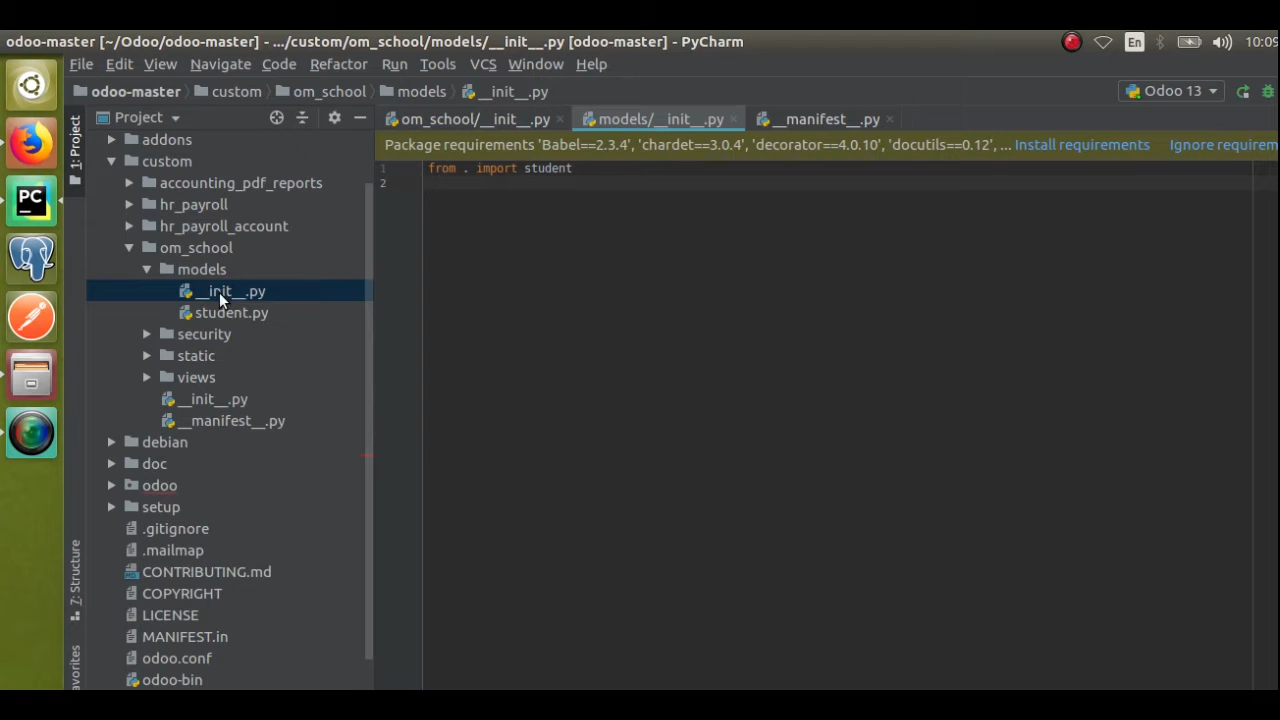 odoo-master [~/Odoo/odoo-master] - .../custom/om_school/models/__init__.py [odoo-master] - PyCharm
En
10:09
File Edit View Navigate Code Refactor Run Tools VCS Window Help
odoo-master custom om_school models __init__.py
Odoo 13
1: Project
Project
om_school/__init__.py
models/__init__.py
__manifest__.py
Package requirements 'Babel==2.3.4', 'chardet==3.0.4', 'decorator==4.0.10', 'docutils==0.12', ... Install requirements Ignore requirem
1 from . import student
2
addons
custom
accounting_pdf_reports
hr_payroll
hr_payroll_account
om_school
models
__init__.py
student.py
security
static
views
__init__.py
__manifest__.py
debian
doc
odoo
setup
.gitignore
.mailmap
CONTRIBUTING.md
COPYRIGHT
LICENSE
MANIFEST.in
odoo.conf
odoo-bin
7: Structure
avorites
PC